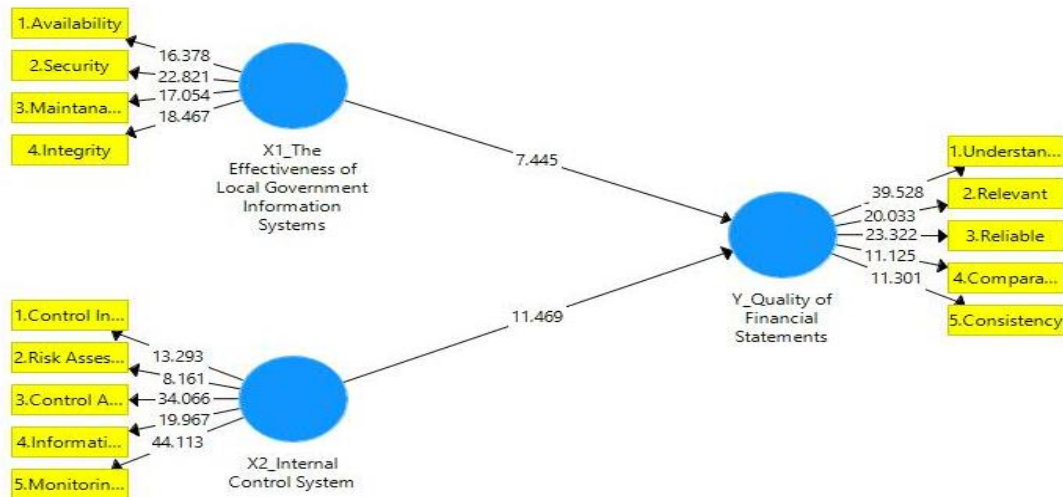 1.Availability
2.Security
3.Maintana...
4.Integrity
16.378
22.821
17.054
18.467
X1_The
Effectiveness of
Local Government
Information
Systems
7.445
1.Control In...
2.Risk Asses...
3.Control A...
4.Informati...
5.Monitorin...
13.293
8.161
34.066
19.967
44.113
X2_Internal
Control System
11.469
Y_Quality of
Financial
Statements
39.528
20.033
23.322
11.125
11.301
1.Understan...
2.Relevant
3.Reliable
4.Compara...
5.Consistency